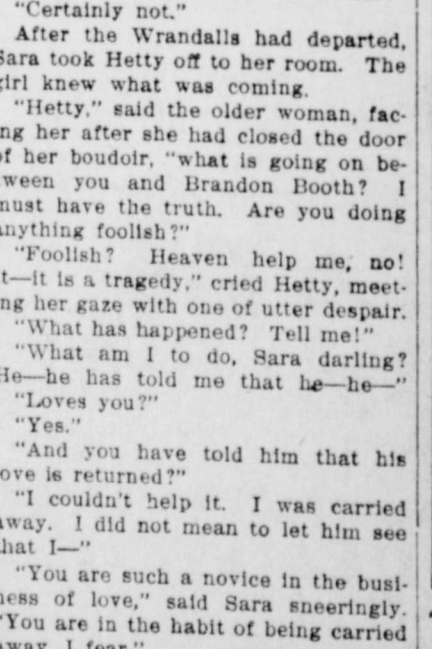 "Certainly not."
After the Wrandalls had departed,
Sara took Hetty off to her room. The
girl knew what was coming.
"Hetty," said the older woman, fac-
ng her after she had closed the door
of her boudoir, "what is going on be-
ween you and Brandon Booth? I
must have the truth. Are you doing
anything foolish?"
"Foolish? Heaven help me, no!
t—it is a tragedy," cried Hetty, meet-
ng her gaze with one of utter despair.
"What has happened? Tell me!"
"What am I to do, Sara darling?
He—he has told me that he—he—"
"Loves you?"
"Yes."
"And you have told him that his
ove is returned?"
"I couldn't help it. I was carried
away. I did not mean to let him see
that I—"
"You are such a novice in the busi-
ness of love," said Sara sneeringly.
"You are in the habit of being carried
away, I fear."